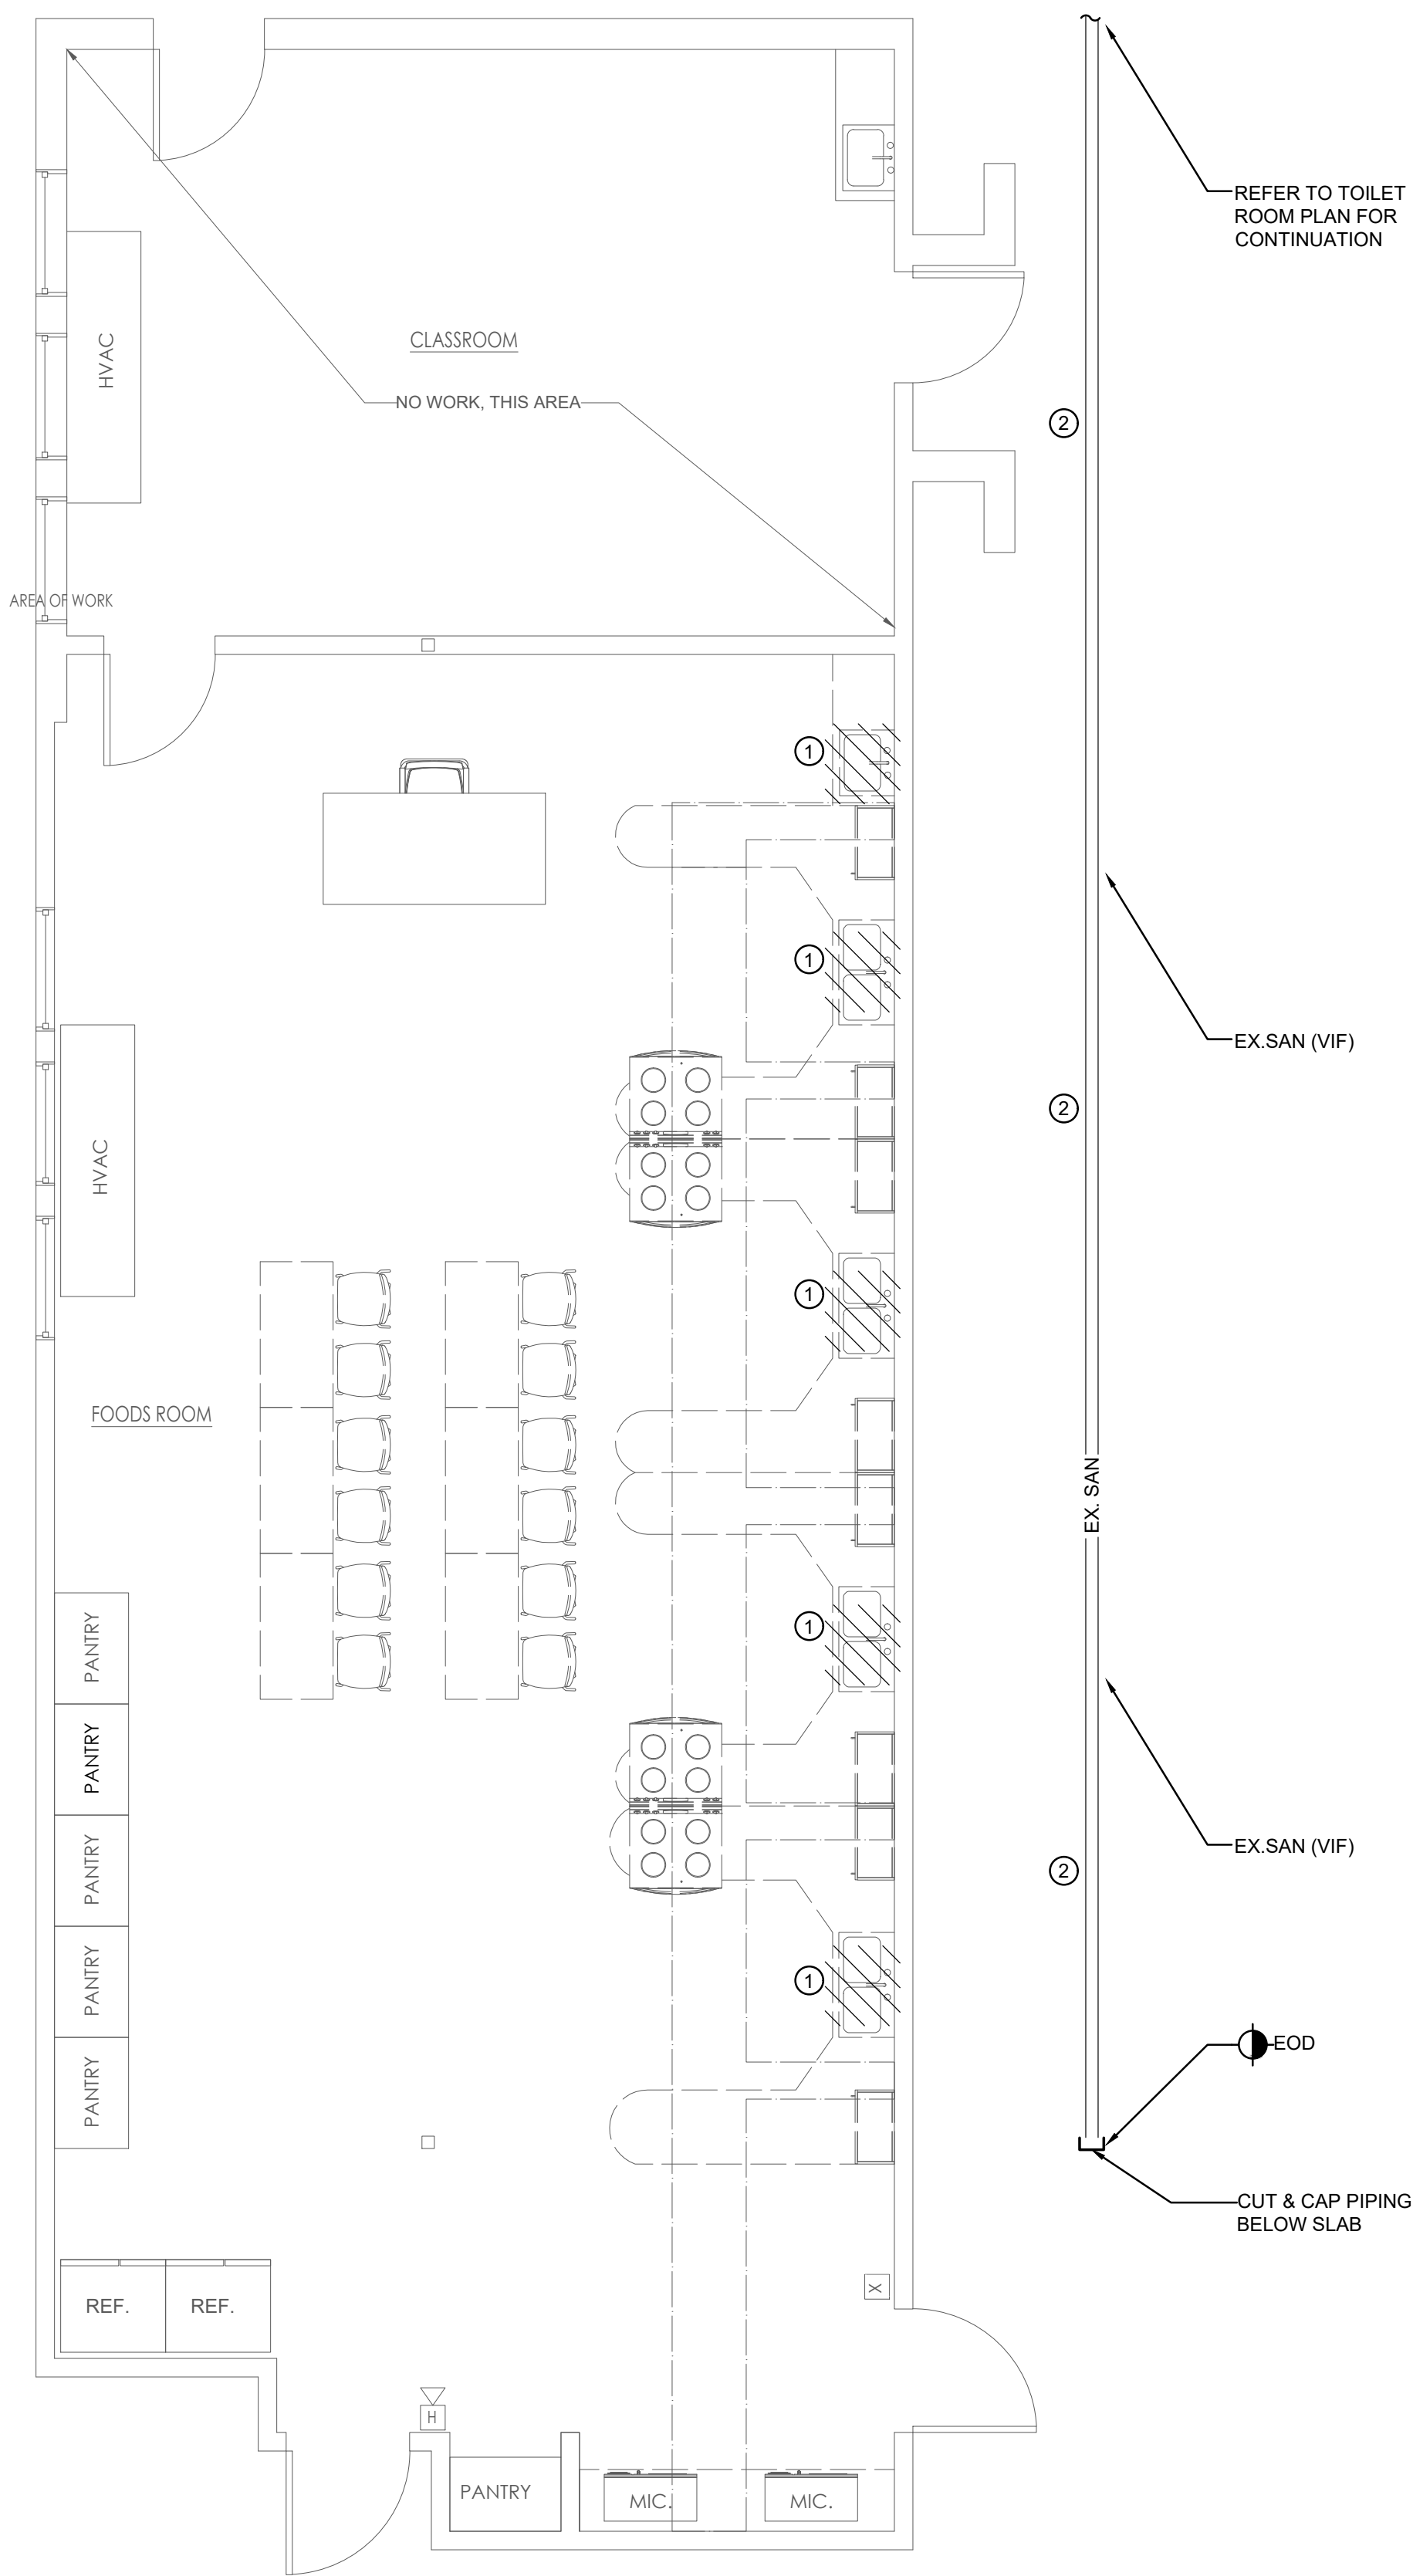 REFER TO TOILET
ROOM PLAN FOR
CONTINUATION
CLASSROOM
HVAC
NO WORK, THIS AREA
2
AREA OF WORK
1
1
EX.SAN (VIF)
2
HVAC
1
FOODS ROOM
EX. SAN
1
PANTRY
PANTRY
EX.SAN (VIF)
PANTRY
2
PANTRY
1
EOD
PANTRY
CUT & CAP PIPING
BELOW SLAB
X
REF.
REF.
H
PANTRY
MIC.
MIC.